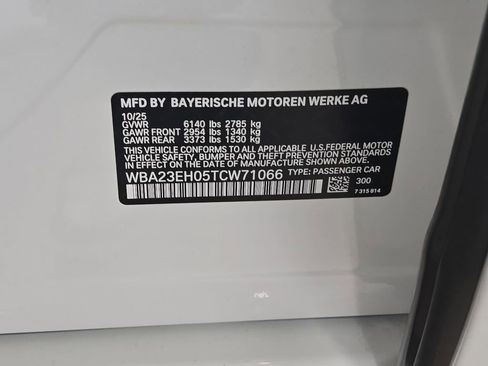 MFD BY BAYERISCHE MOTOREN WERKE AG
10/25
GVWR 6140 lbs 2785 kg
GAWR FRONT 2954 lbs 1340 kg
GAWR REAR 3373 lbs 1530 kg
THIS VEHICLE CONFORMS TO ALL APPLICABLE U.S.FEDERAL MOTOR
VEHICLE SAFETY, BUMPER AND THEFT PREVENTION STANDARDS
IN EFFECT ON THE DATE OF MANUFACTURE SHOWN ABOVE.
WBA23EH05TCW71066 TYPE: PASSENGER CAR
300
7 315 814